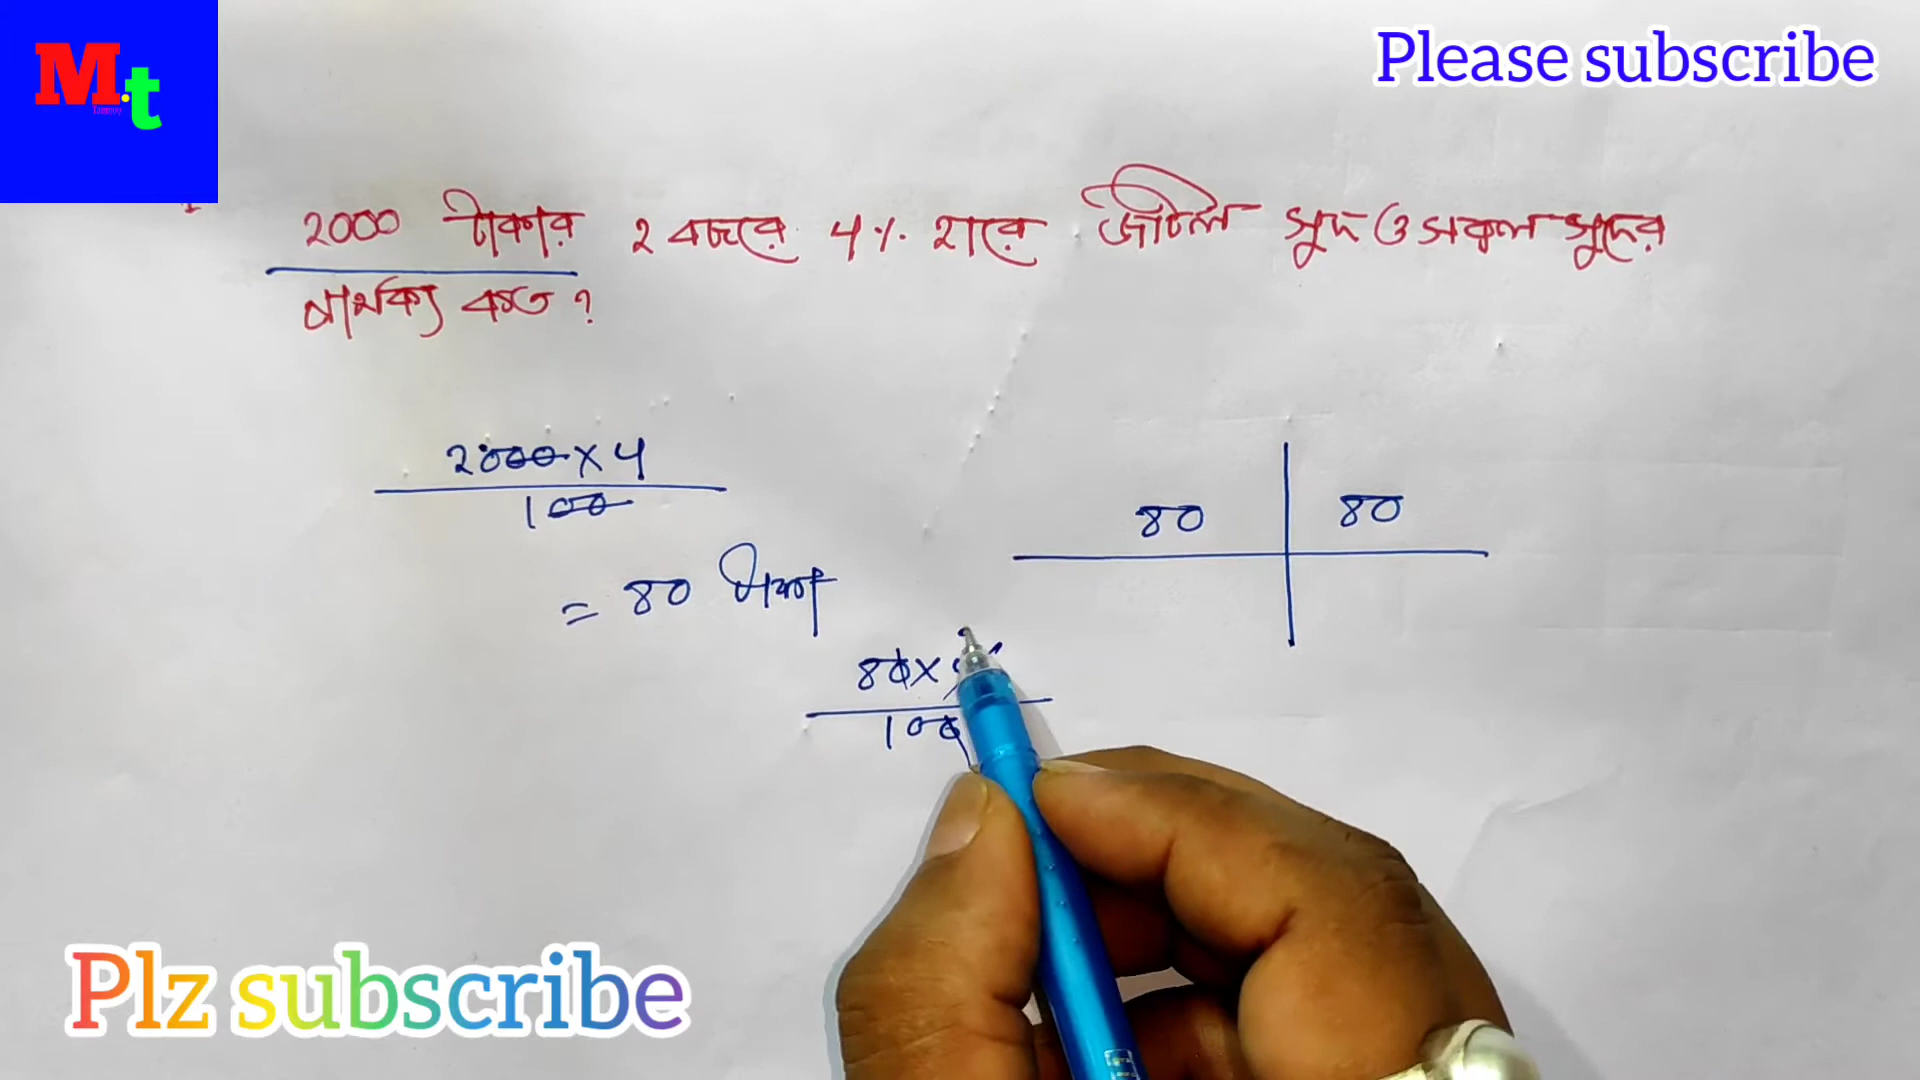 M.t
Please subscribe
2000 টাকার 2 বছরে 4% হারে জটিল সুদ ও সরল সুদের
পার্থক্য কত?
2000 × 4
100
80 80
= 80 টাকা
80 ×
100
Plz subscribe